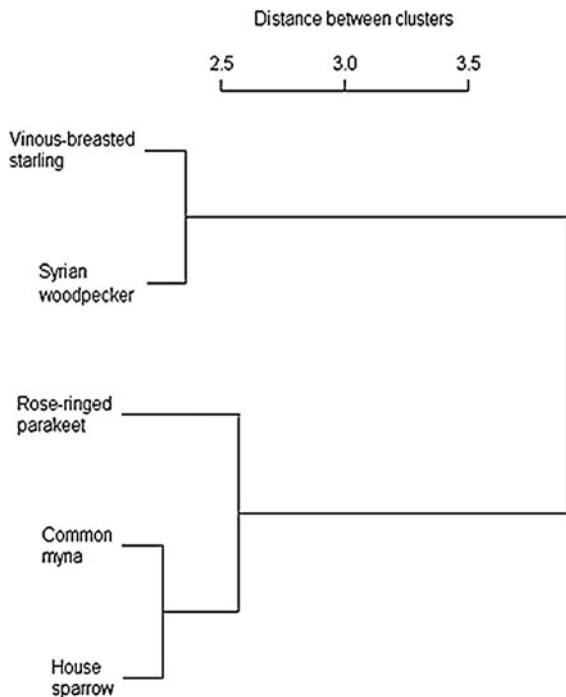 Distance between clusters
2.5 3.0 3.5
Vinous-breasted
starling
Syrian
woodpecker
Rose-ringed
parakeet
Common
myna
House
sparrow